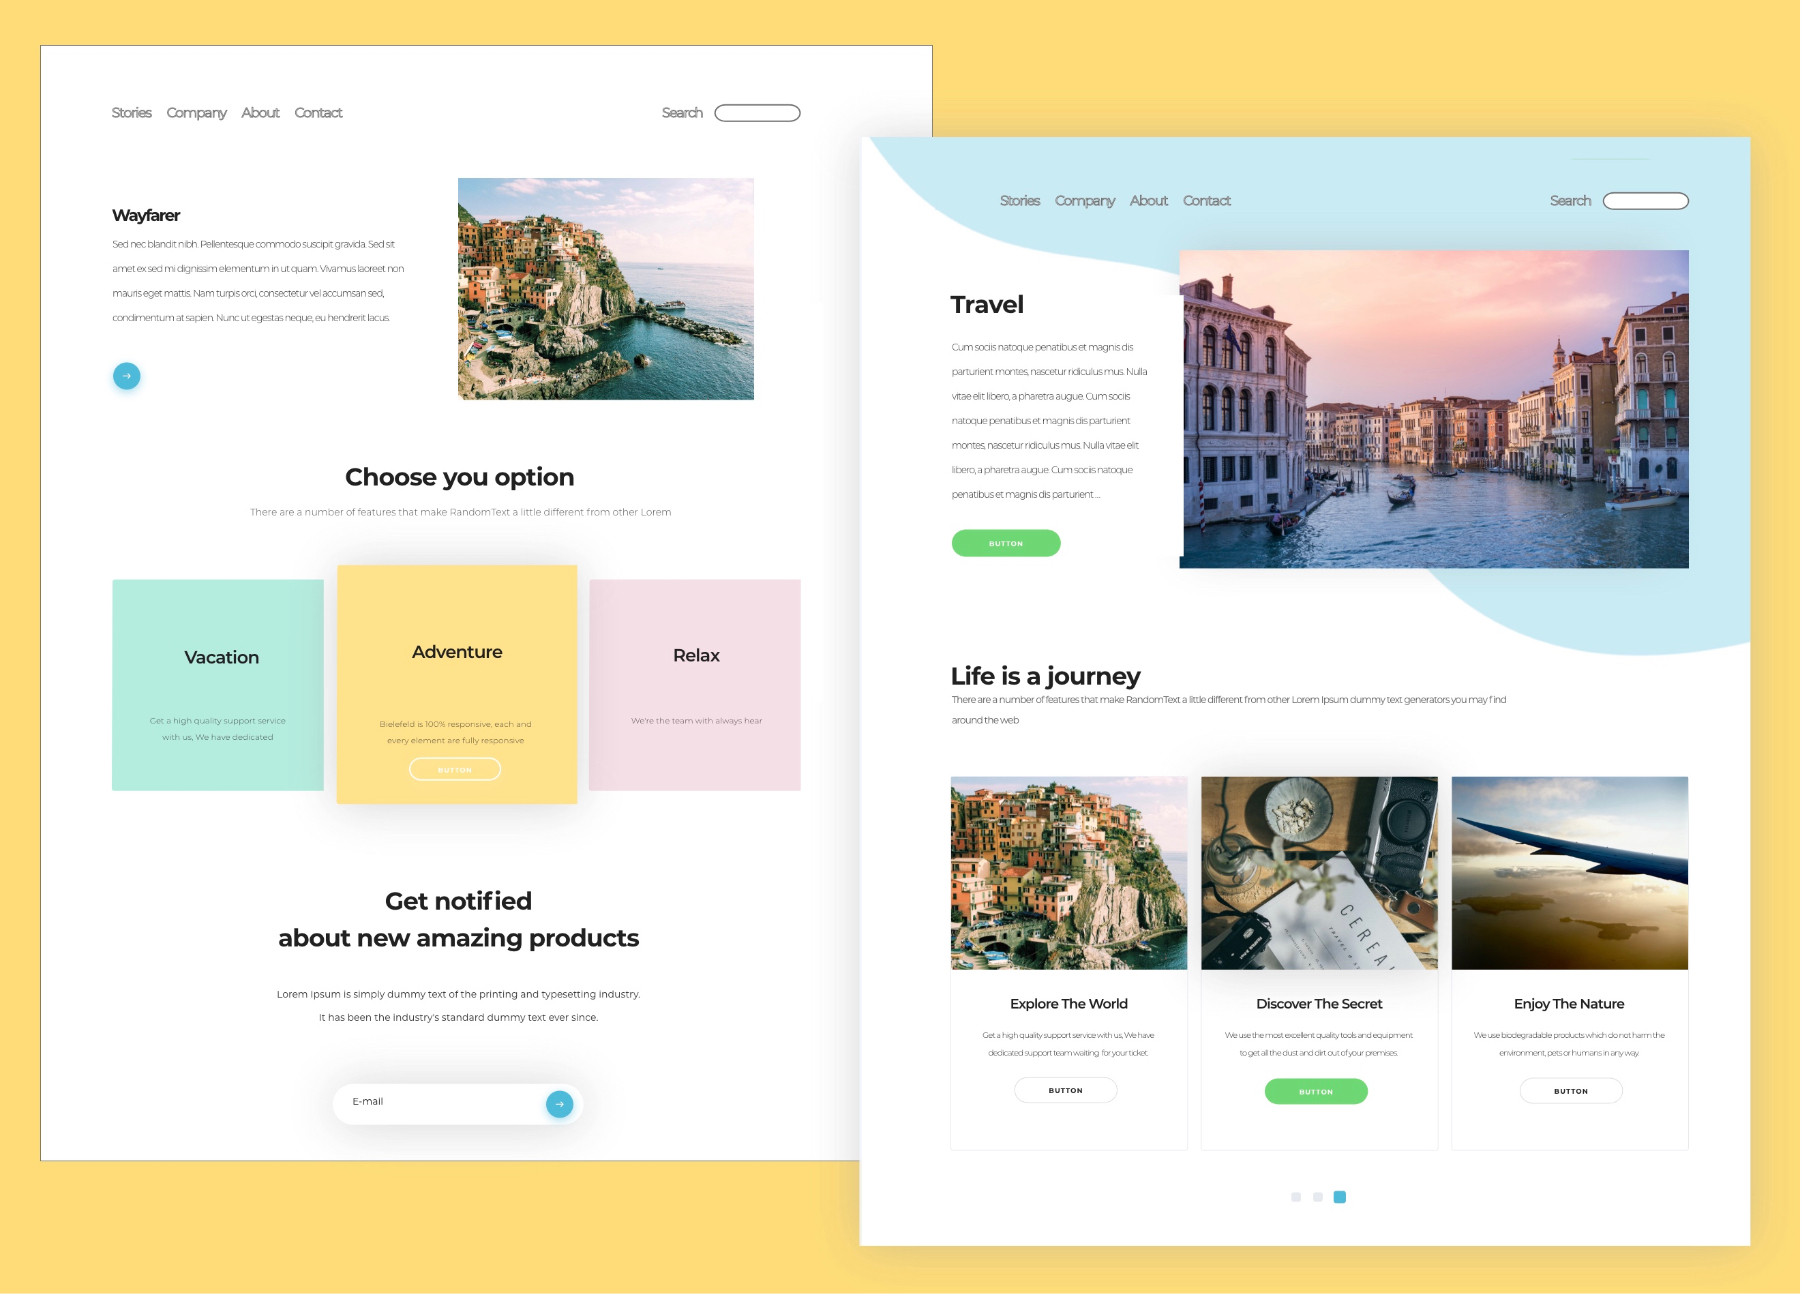 Stories Company About Contact Search
Wayfarer
Sed nec blandit nibh. Pellentesque commodo suscipit gravida. Sed sit
amet ex sed mi dignissim elementum in ut quam. Vivamus laoreet non
mauris eget mattis. Nam turpis orci, consectetur vel accumsan sed,
condimentum at sapien. Nunc ut egestas neque, eu hendrerit lacus.
Choose you option
There are a number of features that make RandomText a little different from other Lorem
Vacation
Get a high quality support service
with us, We have dedicated
Adventure
Bielefeld is 100% responsive, each and
every element are fully responsive
BUTTON
Relax
We're the team with always hear
Get notified
about new amazing products
Lorem Ipsum is simply dummy text of the printing and typesetting industry.
It has been the industry's standard dummy text ever since.
E-mail
Stories Company About Contact Search
Travel
Cum sociis natoque penatibus et magnis dis
parturient montes, nascetur ridiculus mus. Nulla
vitae elit libero, a pharetra augue. Cum sociis
natoque penatibus et magnis dis parturient
montes, nascetur ridiculus mus. Nulla vitae elit
libero, a pharetra augue. Cum sociis natoque
penatibus et magnis dis parturient ...
BUTTON
Life is a journey
There are a number of features that make RandomText a little different from other Lorem Ipsum dummy text generators you may find
around the web
CEREAL
Explore The World
Get a high quality support service with us, We have
dedicated support team waiting for your ticket.
BUTTON
Discover The Secret
We use the most excellent quality tools and equipment
to get all the dust and dirt out of your premises.
BUTTON
Enjoy The Nature
We use biodegradable products which do not harm the
environment, pets or humans in any way.
BUTTON